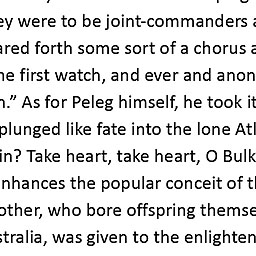 ey were to be joint-commanders a
ared forth some sort of a chorus a
he first watch, and ever and anon
n.” As for Peleg himself, he took it
plunged like fate into the lone Atl
in? Take heart, take heart, O Bulk
enhances the popular conceit of th
other, who bore offspring themse
stralia, was given to the enlighten